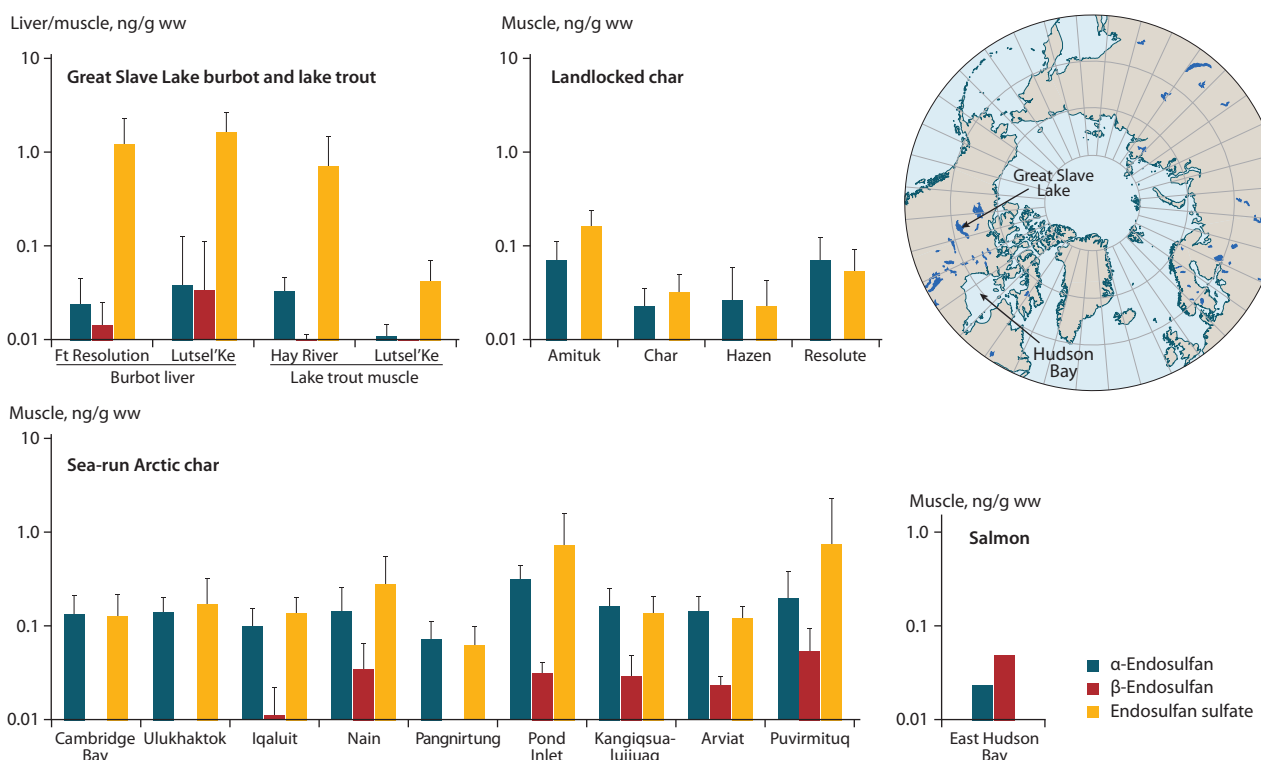 Liver/muscle, ng/g ww
10
1.0
0.1
0.01
Great Slave Lake burbot and lake trout
Ft Resolution
Lutsel’Ke
Hay River
Lutsel’Ke
Burbot liver
Lake trout muscle
Muscle, ng/g ww
10
1.0
0.1
0.01
Landlocked char
Amituk
Char
Hazen
Resolute
Great Slave
Lake
Hudson
Bay
Muscle, ng/g ww
10
1.0
0.1
0.01
Sea-run Arctic char
Cambridge
Bay
Ulukhaktok
Iqaluit
Nain
Pangnirtung
Pond
Inlet
Kangiqsua-
lujjuaq
Arviat
Puvirmituq
Muscle, ng/g ww
1.0
0.1
0.01
Salmon
East Hudson
Bay
α-Endosulfan
β-Endosulfan
Endosulfan sulfate